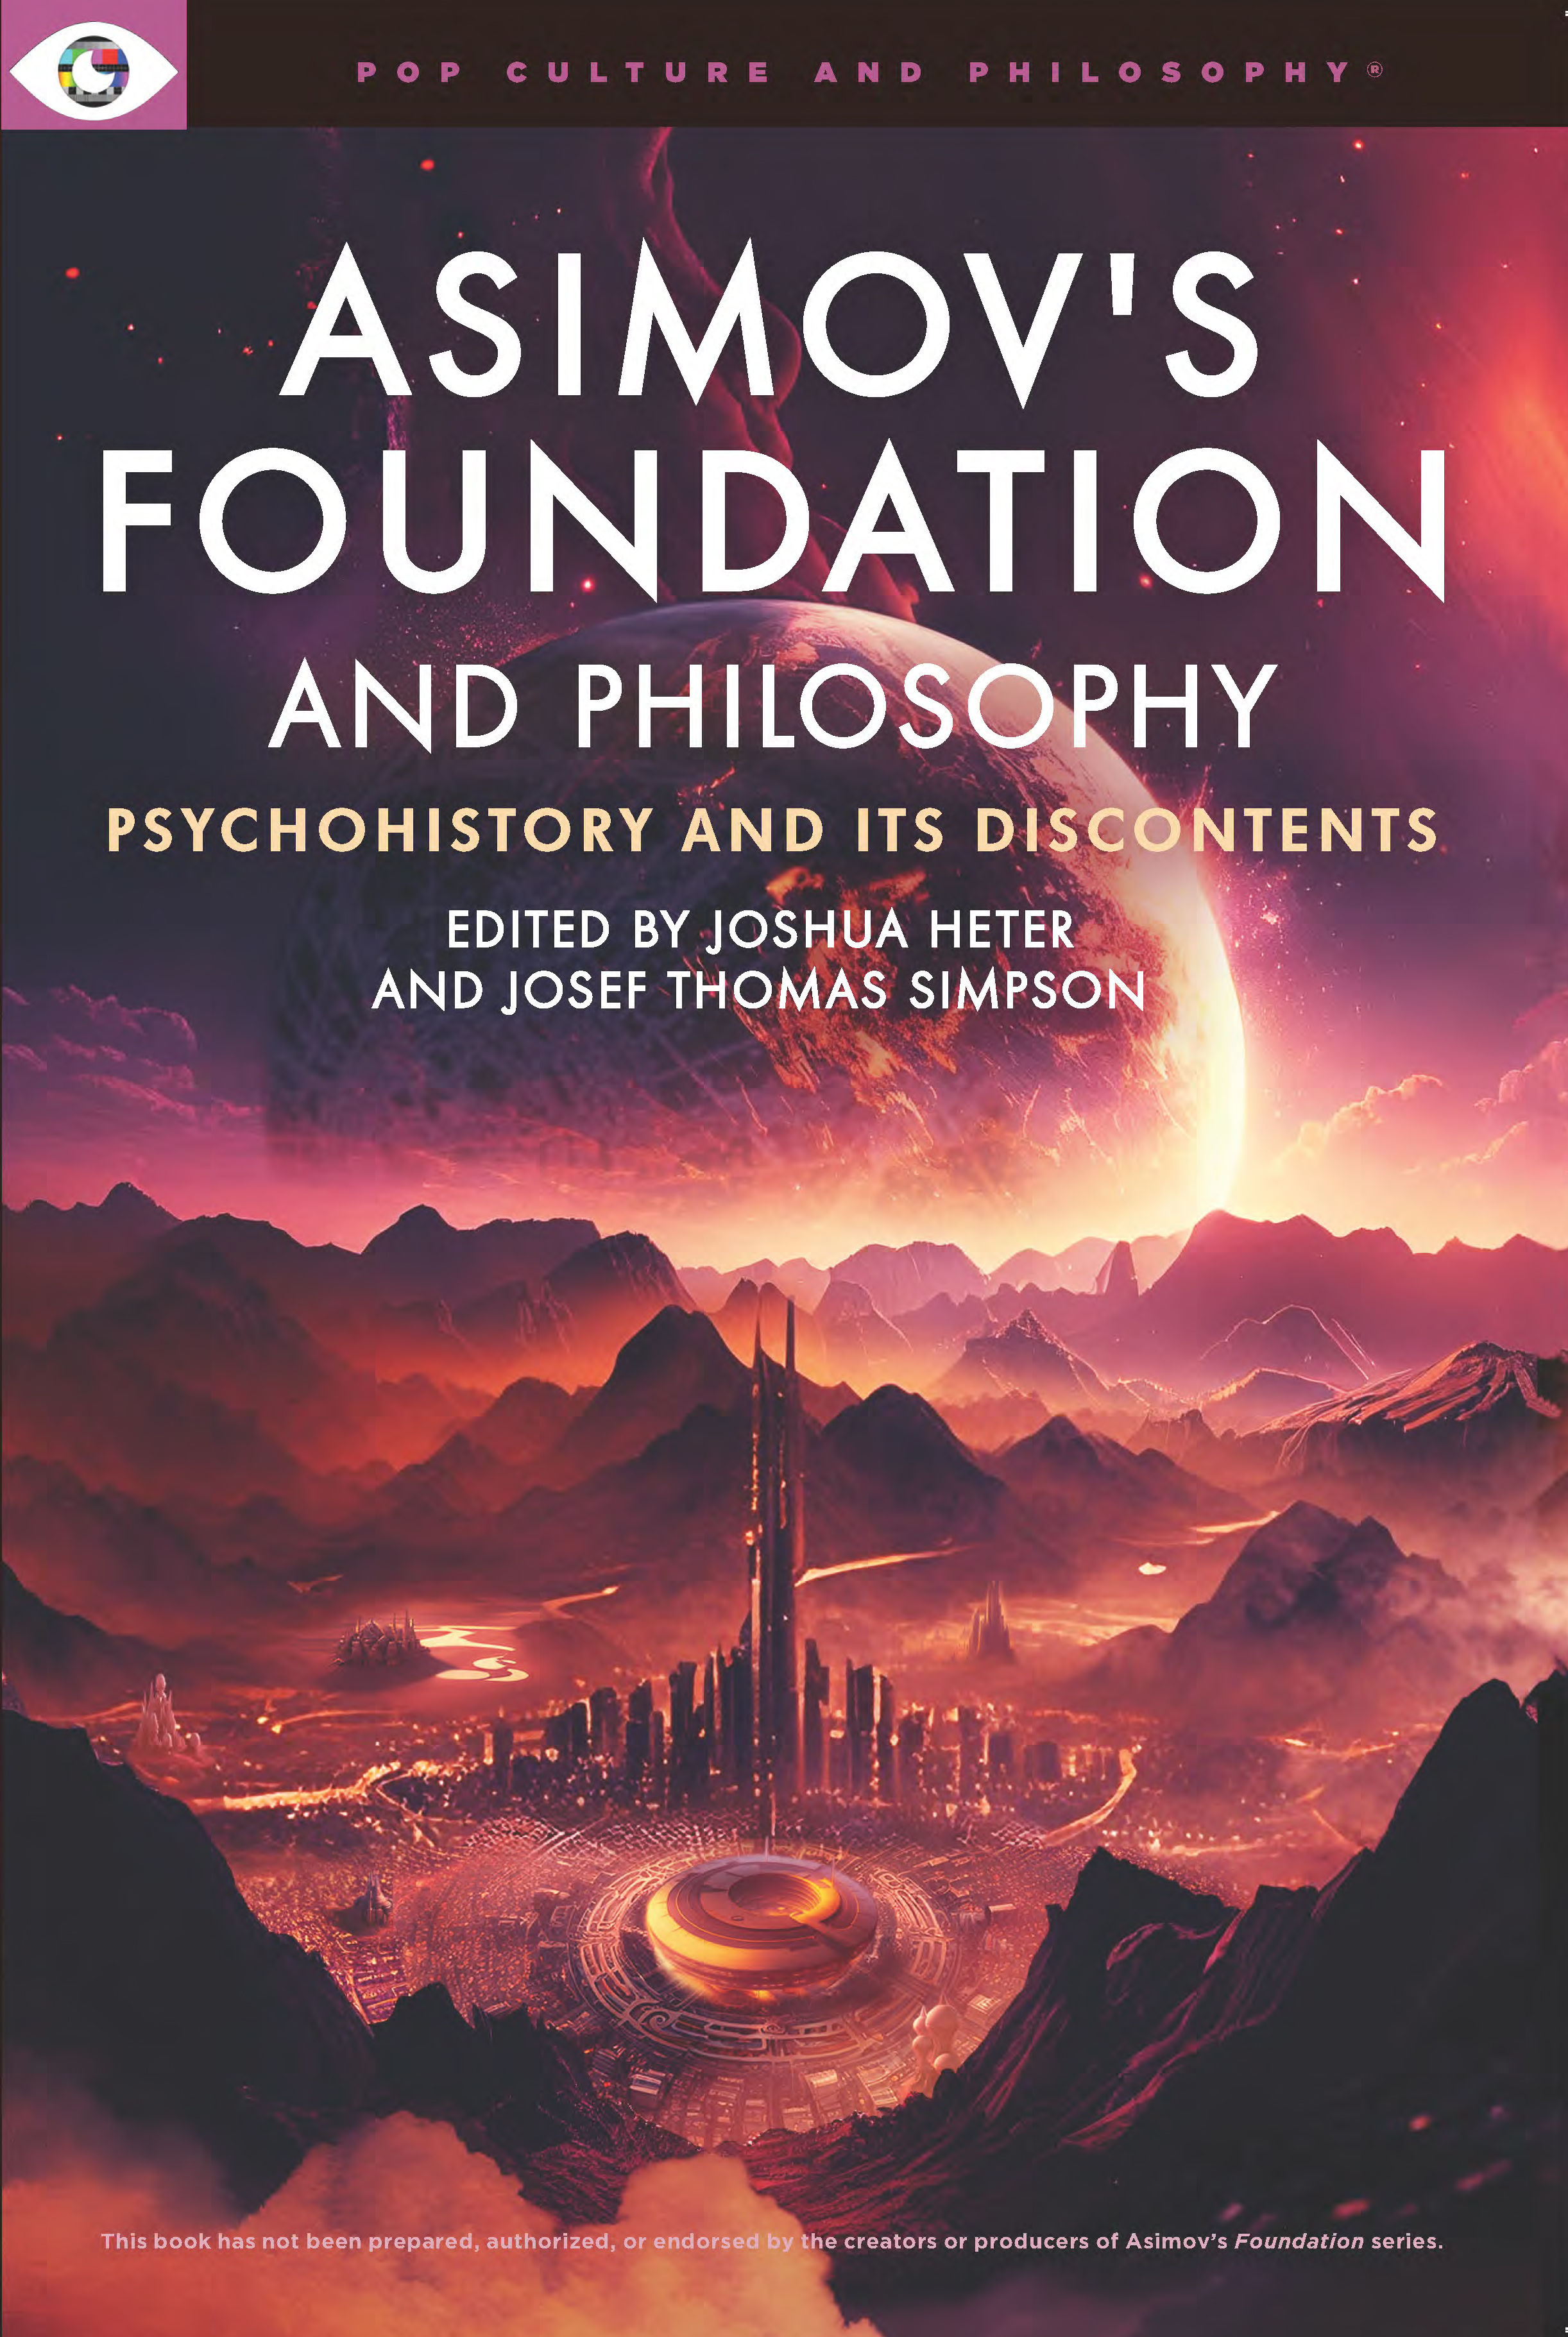 POP CULTURE AND PHILOSOPHY®
ASIMOV'S
FOUNDATION
AND PHILOSOPHY
PSYCHOHISTORY AND ITS DISCONTENTS
EDITED BY JOSHUA HETER
AND JOSEF THOMAS SIMPSON
This book has not been prepared, authorized, or endorsed by the creators or producers of Asimov’s Foundation series.